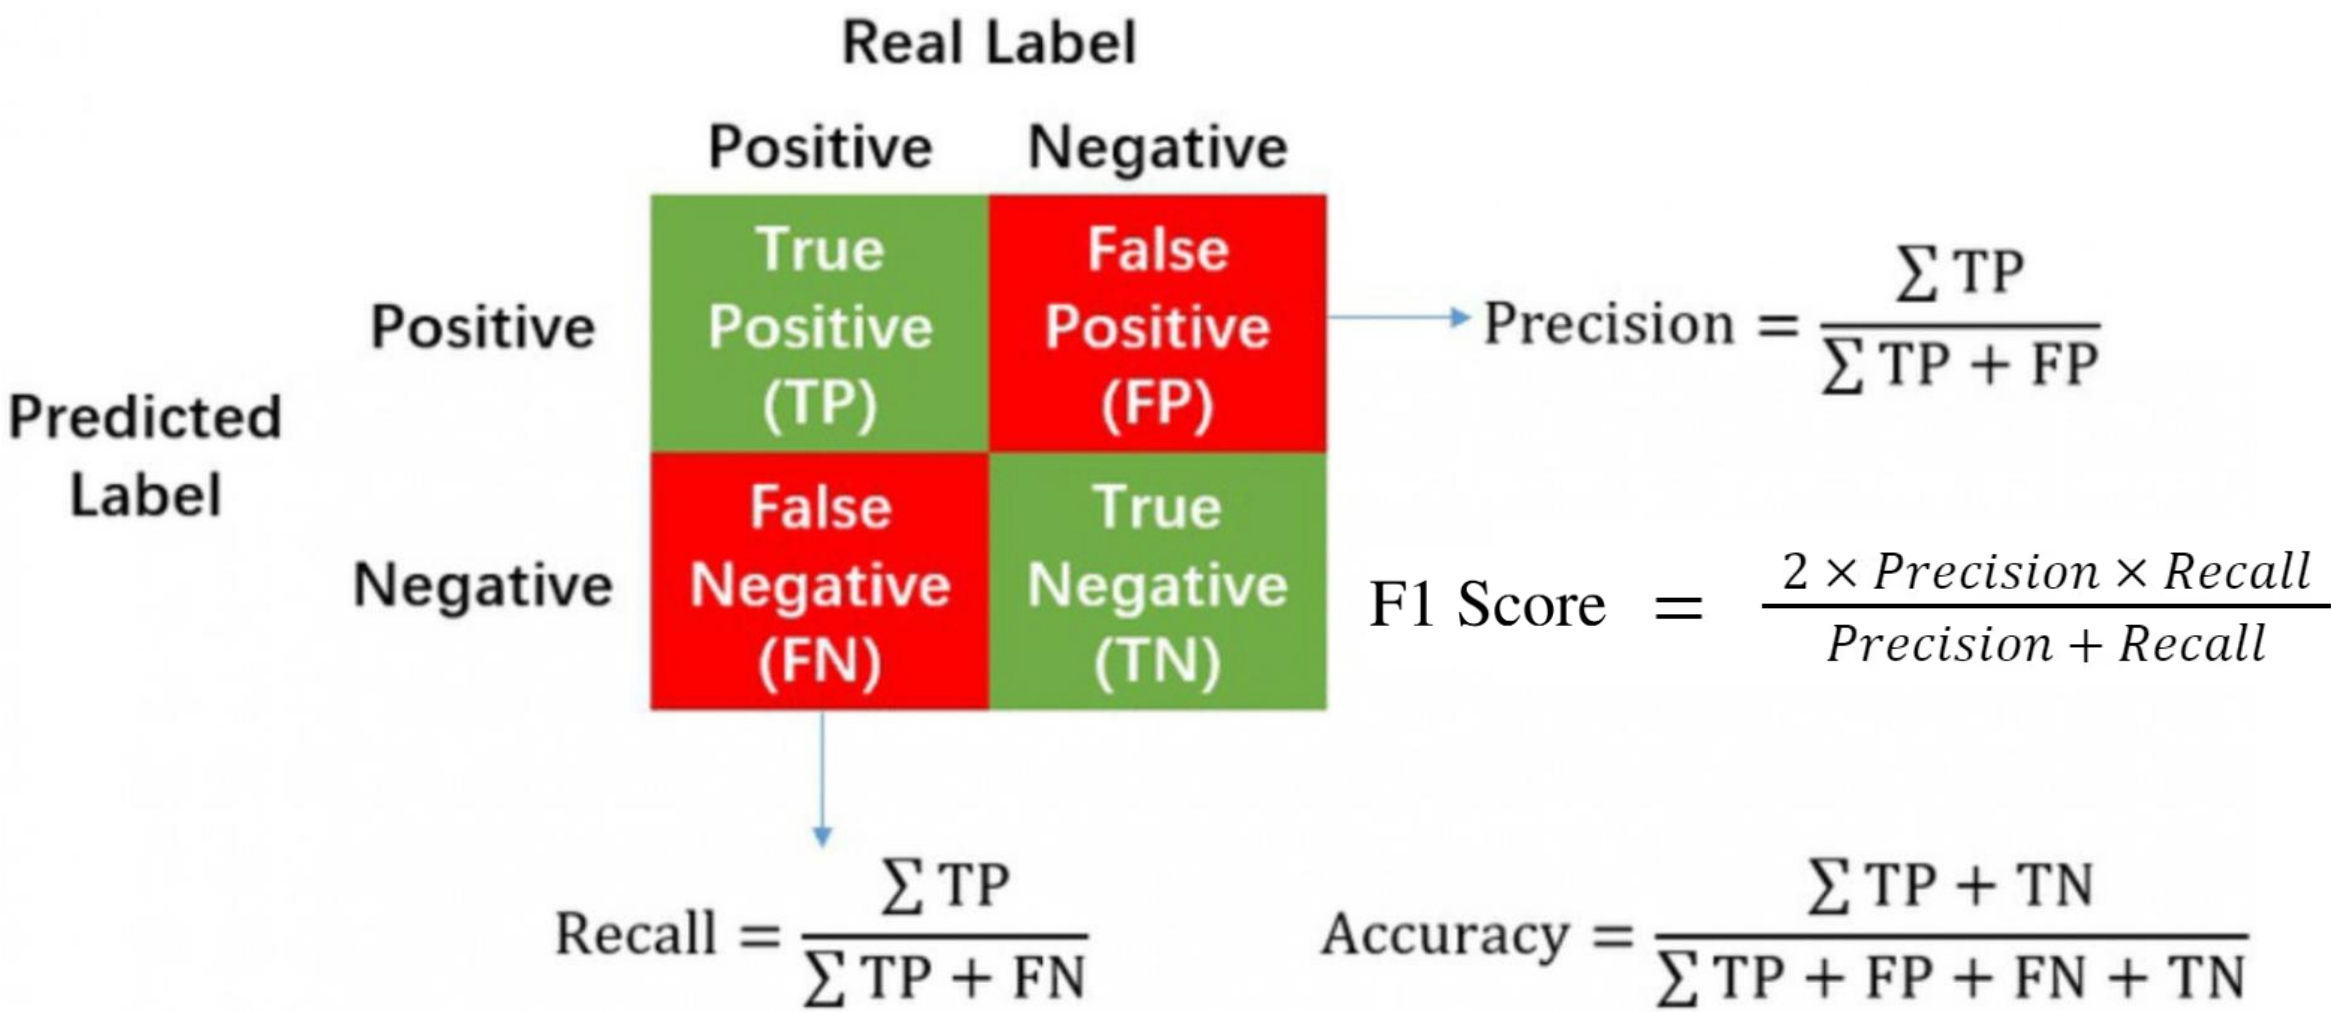 Real Label
Positive Negative
Predicted
Label
Positive
Negative
True
Positive
(TP)
False
Positive
(FP)
False
Negative
(FN)
True
Negative
(TN)
Precision = ∑ TP / ∑ TP + FP
F1 Score = 2 × Precision × Recall / Precision + Recall
Recall = ∑ TP / ∑ TP + FN
Accuracy = ∑ TP + TN / ∑ TP + FP + FN + TN